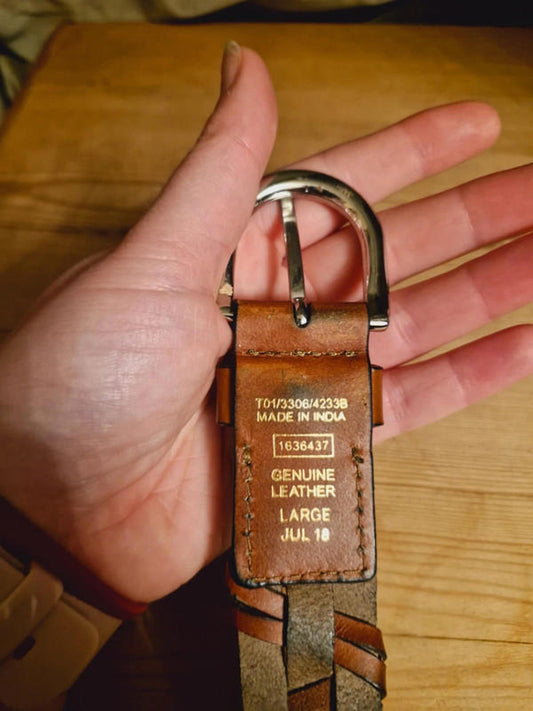 T01/3306/4233B
MADE IN INDIA
1636437
GENUINE
LEATHER
LARGE
JUL 18